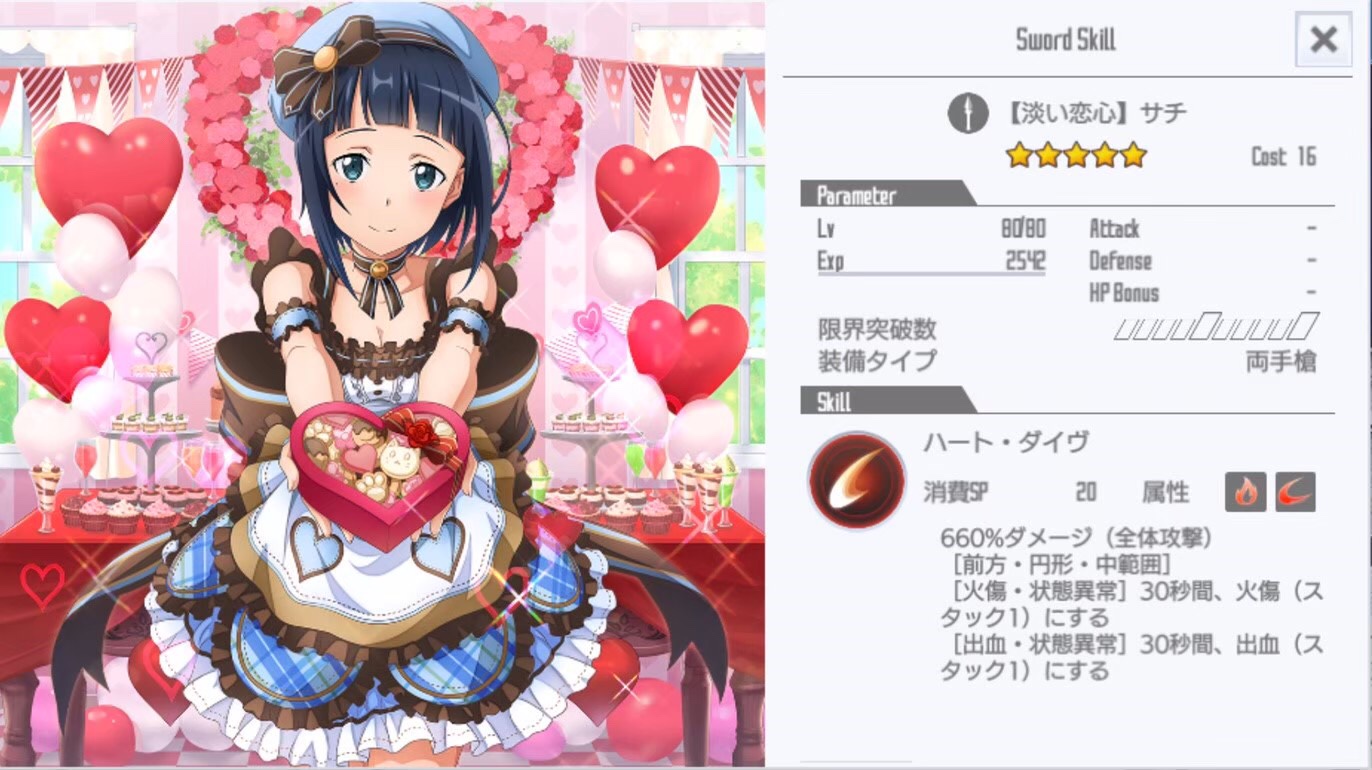 Sword Skill
【淡い恋心】サチ
Cost 16
Parameter
Lv 80/80 Attack -
Exp 2542 Defense -
HP Bonus -
限界突破数
装備タイプ 両手槍
Skill
ハート・ダイヴ
消費SP 20 属性
660%ダメージ（全体攻撃）
［前方・円形・中範囲］
［火傷・状態異常］30秒間、火傷（ス
タック1）にする
［出血・状態異常］30秒間、出血（ス
タック1）にする